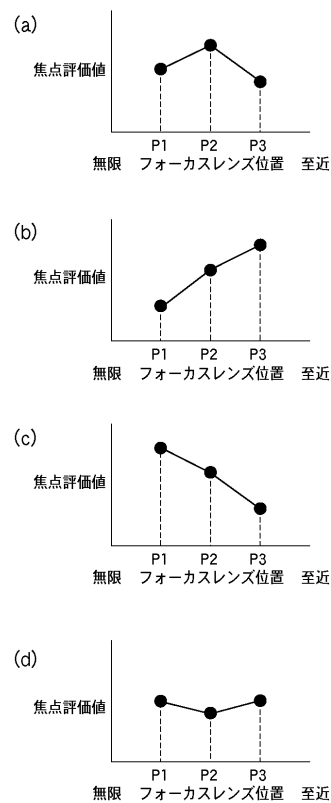 (a)
焦点評価値
P1 P2 P3
無限 フォーカスレンズ位置 至近
(b)
焦点評価値
P1 P2 P3
無限 フォーカスレンズ位置 至近
(c)
焦点評価値
P1 P2 P3
無限 フォーカスレンズ位置 至近
(d)
焦点評価値
P1 P2 P3
無限 フォーカスレンズ位置 至近